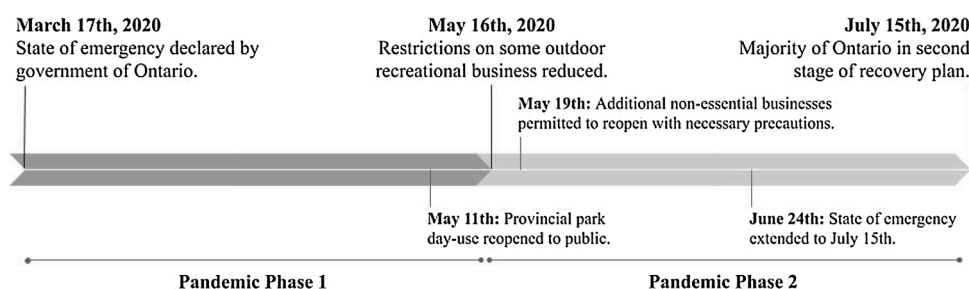 March 17th, 2020
State of emergency declared by
government of Ontario.
May 16th, 2020
Restrictions on some outdoor
recreational business reduced.
July 15th, 2020
Majority of Ontario in second
stage of recovery plan.
May 19th: Additional non-essential businesses
permitted to reopen with necessary precautions.
May 11th: Provincial park
day-use reopened to public.
June 24th: State of emergency
extended to July 15th.
Pandemic Phase 1
Pandemic Phase 2